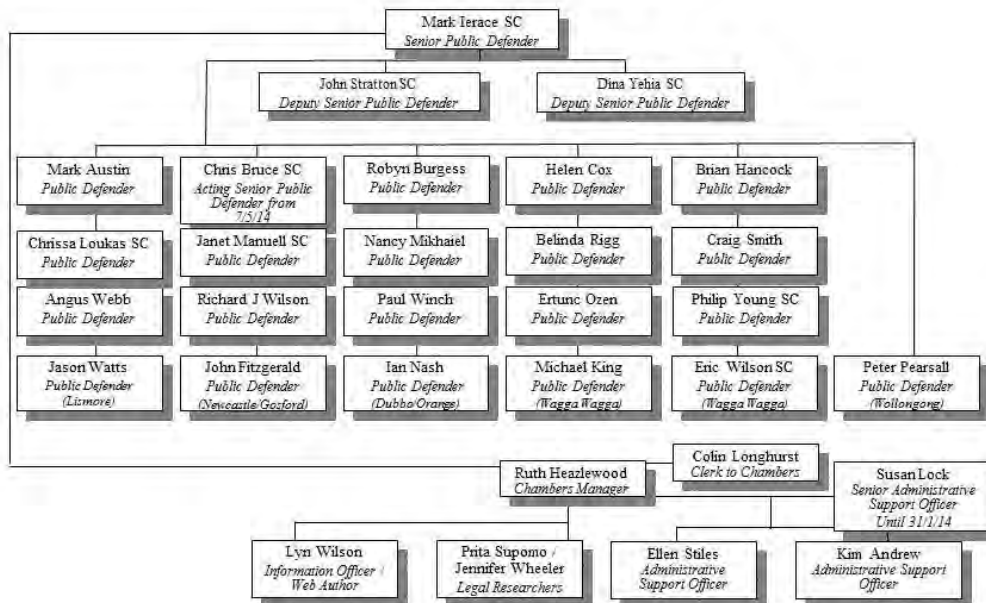 Mark Ierace SC
Senior Public Defender
John Stratton SC
Deputy Senior Public Defender
Dina Yehia SC
Deputy Senior Public Defender
Mark Austin
Public Defender
Chris Bruce SC
Acting Senior Public
Defender from
7/5/14
Robyn Burgess
Public Defender
Helen Cox
Public Defender
Brian Hancock
Public Defender
Chrissa Loukas SC
Public Defender
Janet Manuell SC
Public Defender
Nancy Mikhaiel
Public Defender
Belinda Rigg
Public Defender
Craig Smith
Public Defender
Angus Webb
Public Defender
Richard J Wilson
Public Defender
Paul Winch
Public Defender
Ertunc Ozen
Public Defender
Philip Young SC
Public Defender
Jason Watts
Public Defender
(Lismore)
John Fitzgerald
Public Defender
(Newcastle/Gosford)
Ian Nash
Public Defender
(Dubbo/Orange)
Michael King
Public Defender
(Wagga Wagga)
Eric Wilson SC
Public Defender
(Wagga Wagga)
Peter Pearsall
Public Defender
(Wollongong)
Colin Longhurst
Clerk to Chambers
Ruth Heazlewood
Chambers Manager
Susan Lock
Senior Administrative
Support Officer
Until 31/1/14
Lyn Wilson
Information Officer /
Web Author
Prita Supomo /
Jennifer Wheeler
Legal Researchers
Ellen Stiles
Administrative
Support Officer
Kim Andrew
Administrative Support
Officer